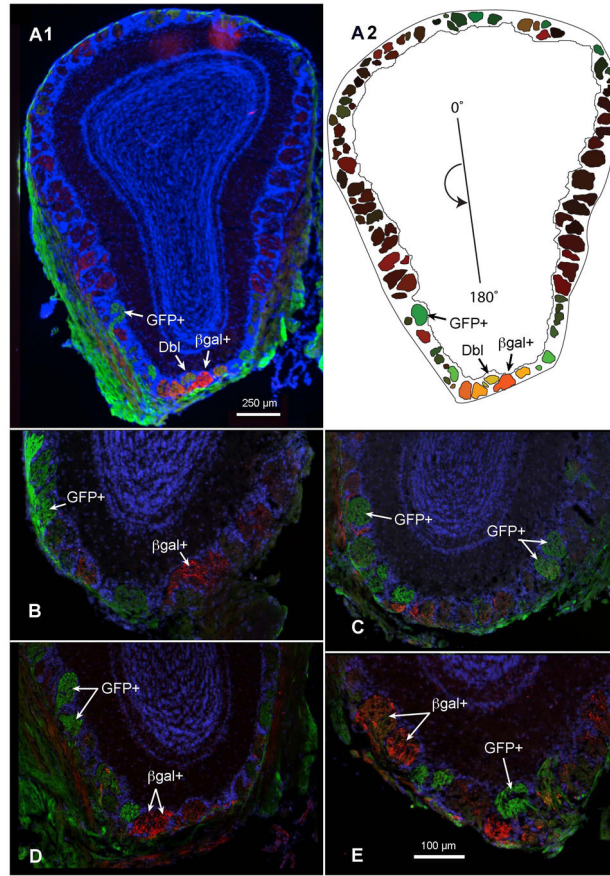 A1
GFP+
Dbl
βgal+
250 µm
A2
0°
180°
GFP+
Dbl
βgal+
GFP+
βgal+
B
GFP+
GFP+
C
GFP+
βgal+
D
βgal+
GFP+
100 µm
E